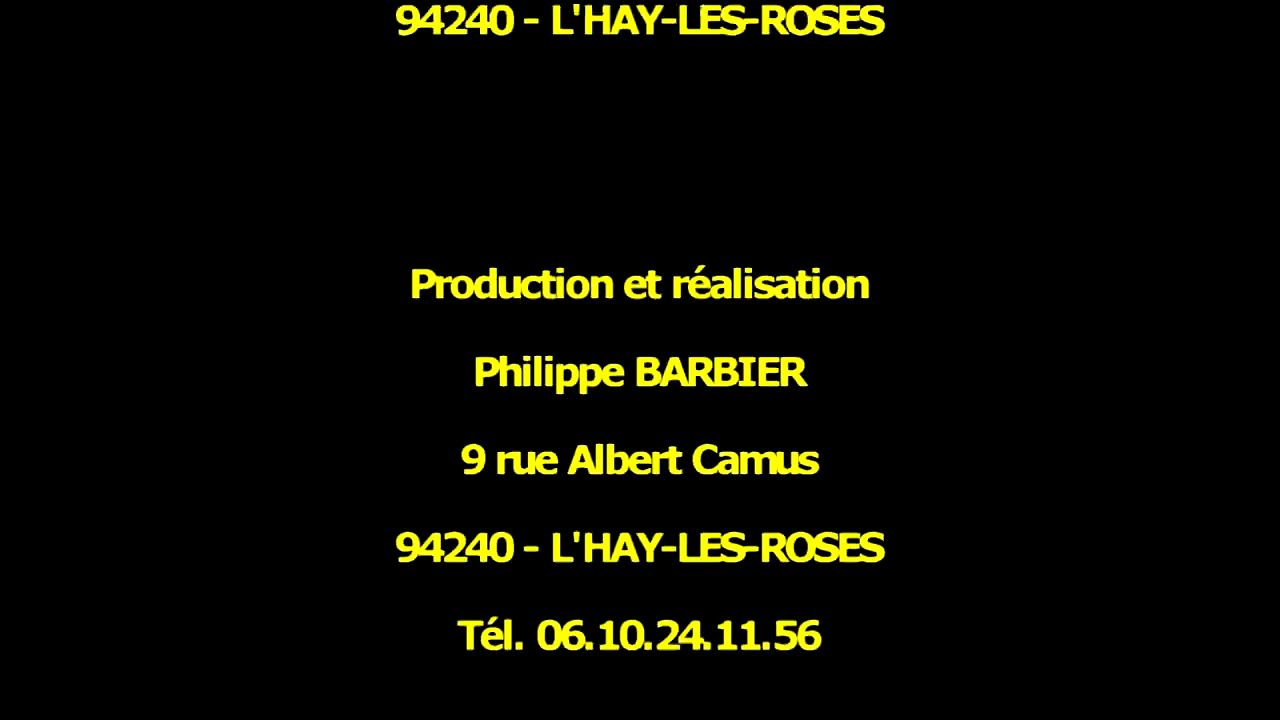 94240 - L'HAY-LES-ROSES
Production et réalisation
Philippe BARBIER
9 rue Albert Camus
94240 - L'HAY-LES-ROSES
Tél. 06.10.24.11.56